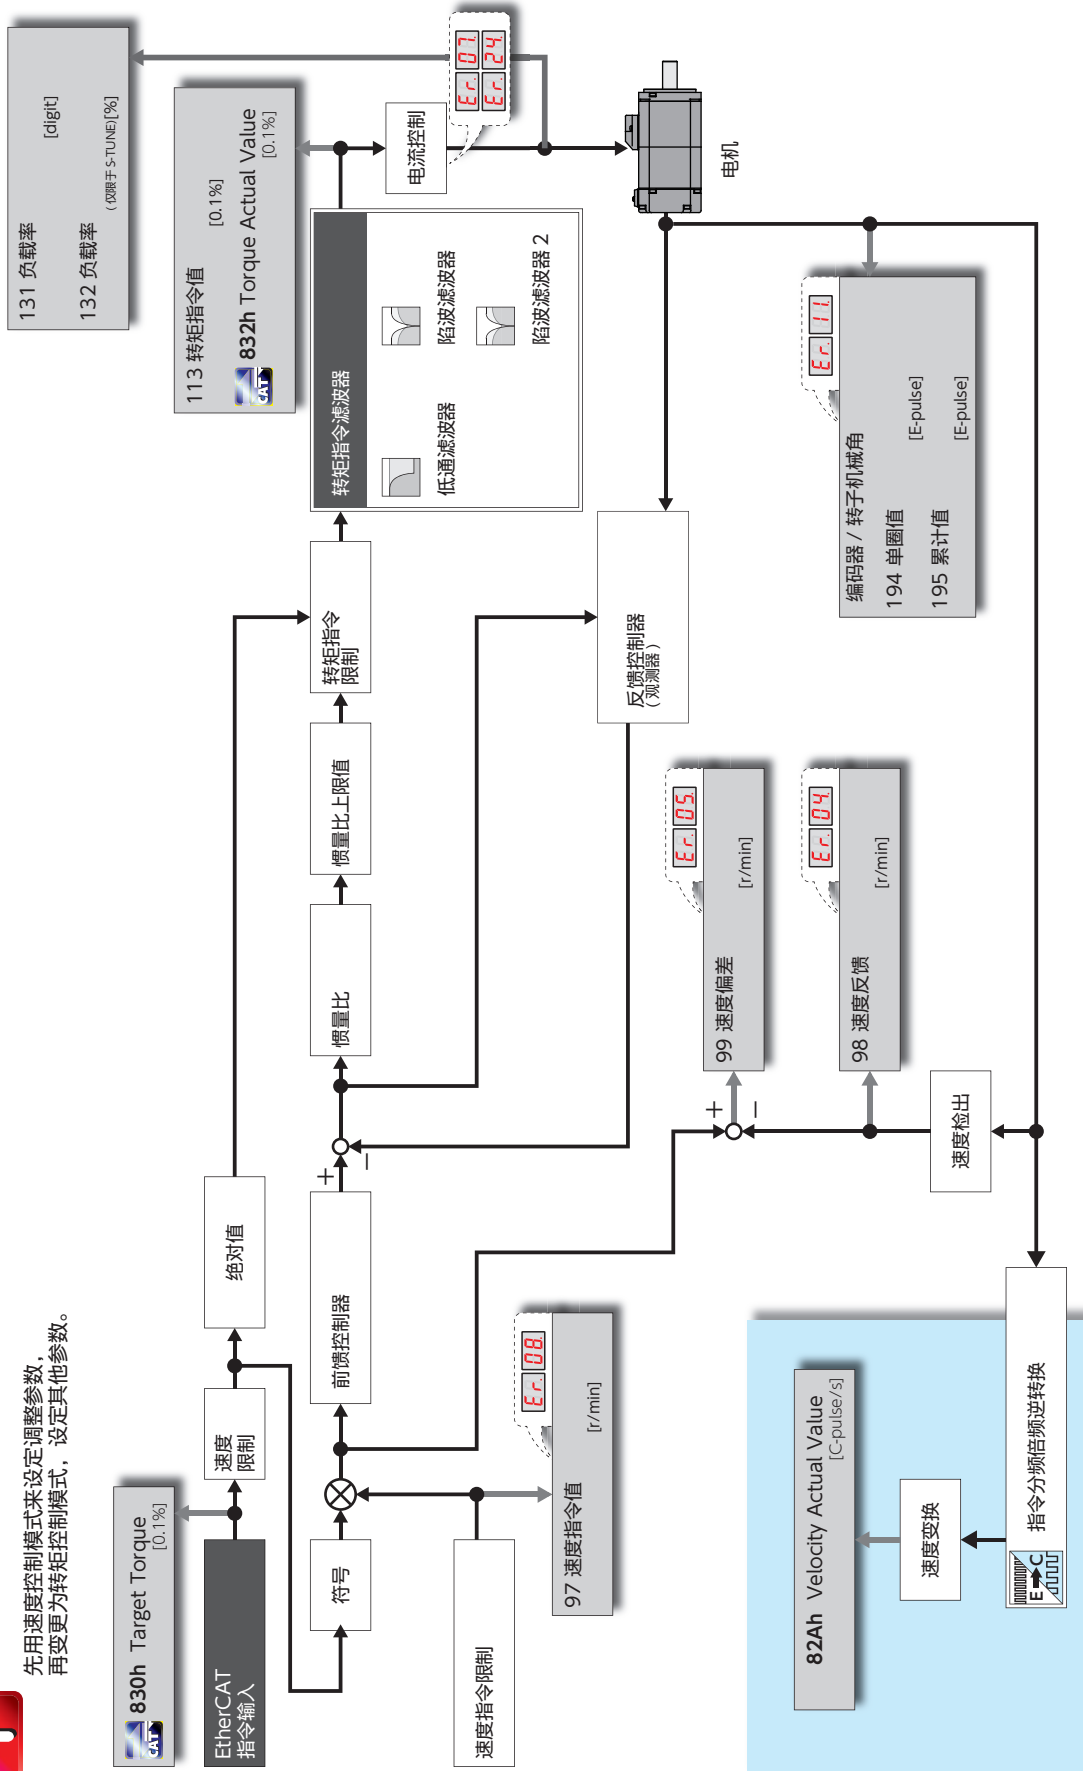 先用速度控制模式来设定调整参数，
再变更为转矩控制模式，设定其他参数。
CAT
830h Target Torque
[0.1%]
EtherCAT
指令输入
速度
限制
绝对值
符号
前馈控制器
+
−
惯量比
惯量比上限值
转矩指令
限制
转矩指令滤波器
低通滤波器
陷波滤波器
陷波滤波器 2
113 转矩指令值
[0.1%]
CAT
832h Torque Actual Value
[0.1%]
131 负载率
[digit]
132 负载率
(仅限于 S-TUNE)[%]
电流控制
Er. 07.
Er. 24.
电机
速度指令限制
97 速度指令值
[r/min]
Er. 08.
反馈控制器
（观测器）
+
−
99 速度偏差
[r/min]
Er. 05.
98 速度反馈
[r/min]
Er. 04.
速度检出
编码器 / 转子机械角
194 单圈值
[E-pulse]
195 累计值
[E-pulse]
Er. 11.
82Ah Velocity Actual Value
[C-pulse/s]
速度变换
E C
指令分频倍频逆转换